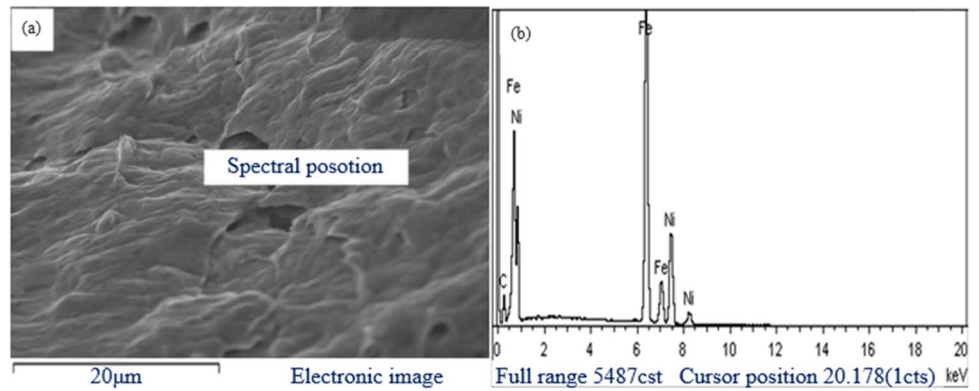 (a)
Spectral posotion
20μm
Electronic image
(b)
Fe
Ni
C
Fe
Fe
Ni
Ni
0 2 4 6 8 10 12 14 16 18 20
Full range 5487cst Cursor position 20.178(1cts) keV